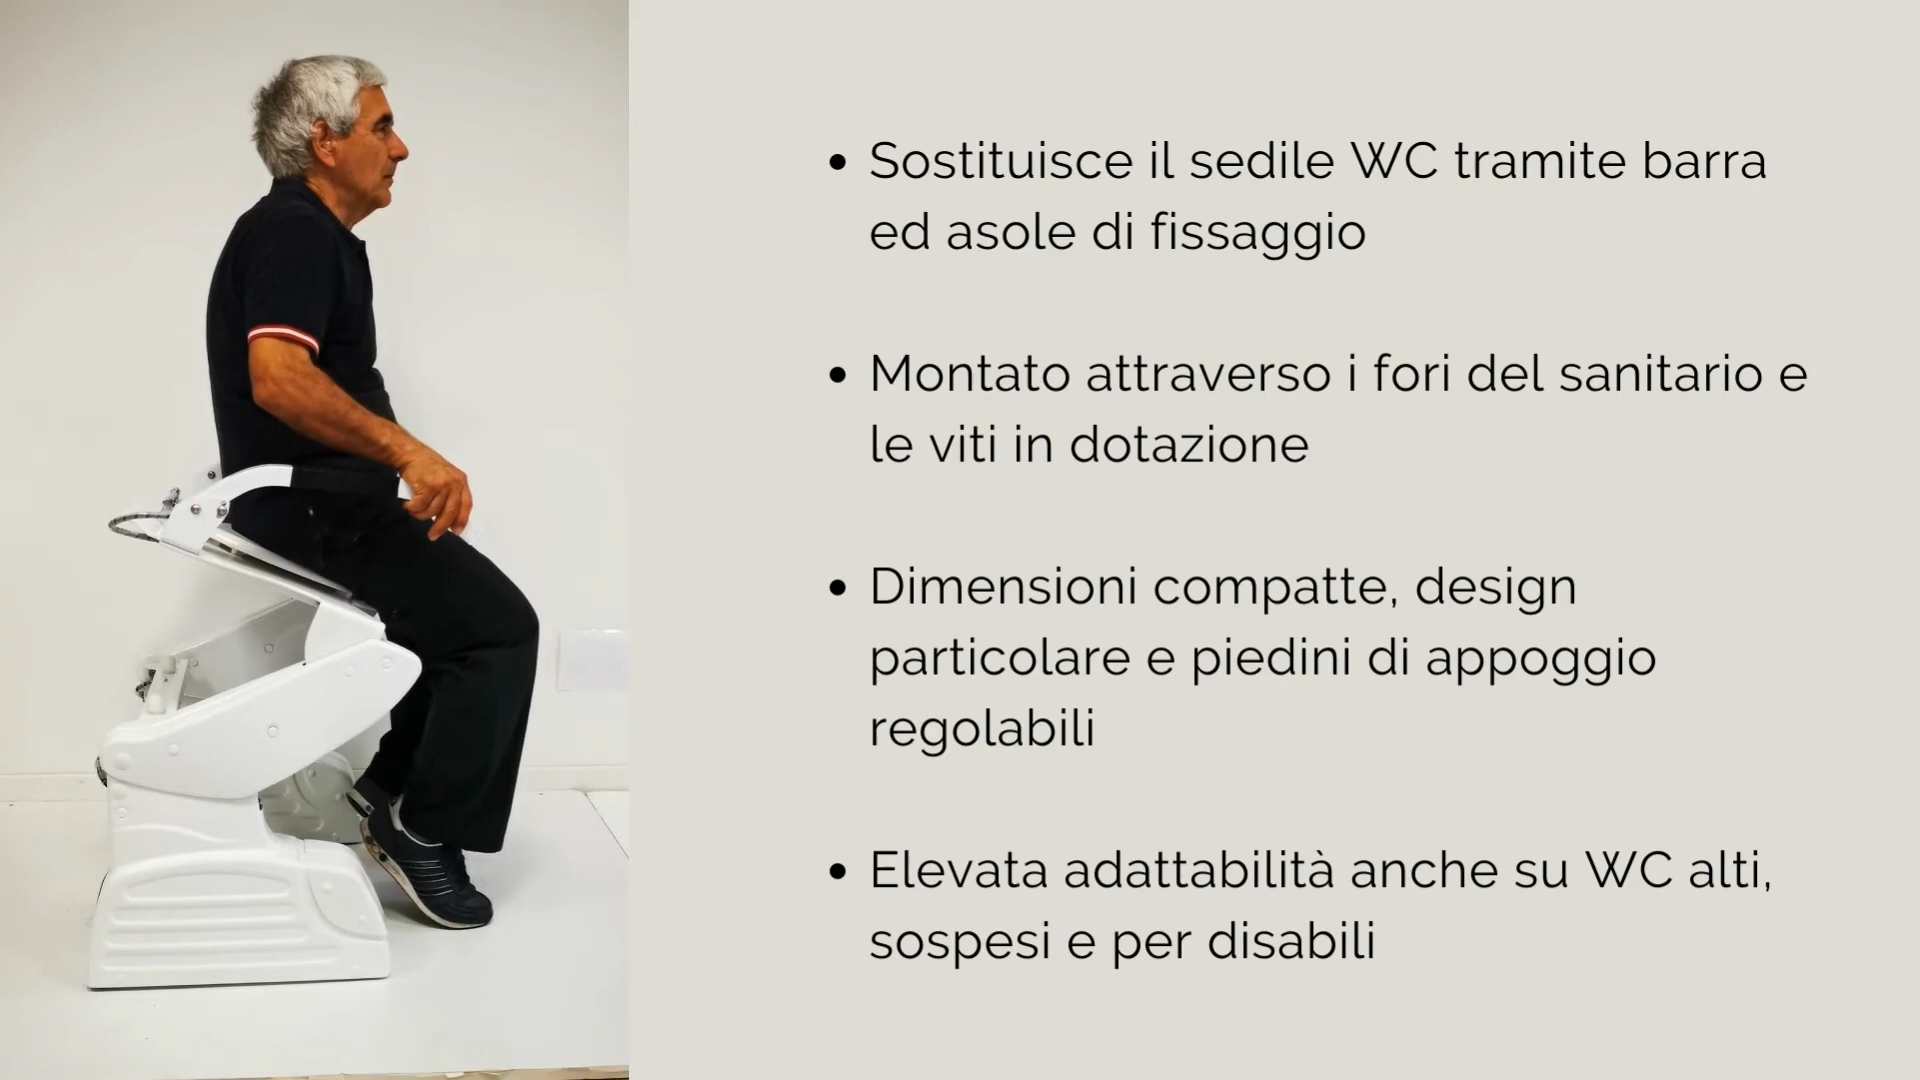 Sostituisce il sedile WC tramite barra
ed asole di fissaggio
Montato attraverso i fori del sanitario e
le viti in dotazione
Dimensioni compatte, design
particolare e piedini di appoggio
regolabili
Elevata adattabilità anche su WC alti,
sospesi e per disabili